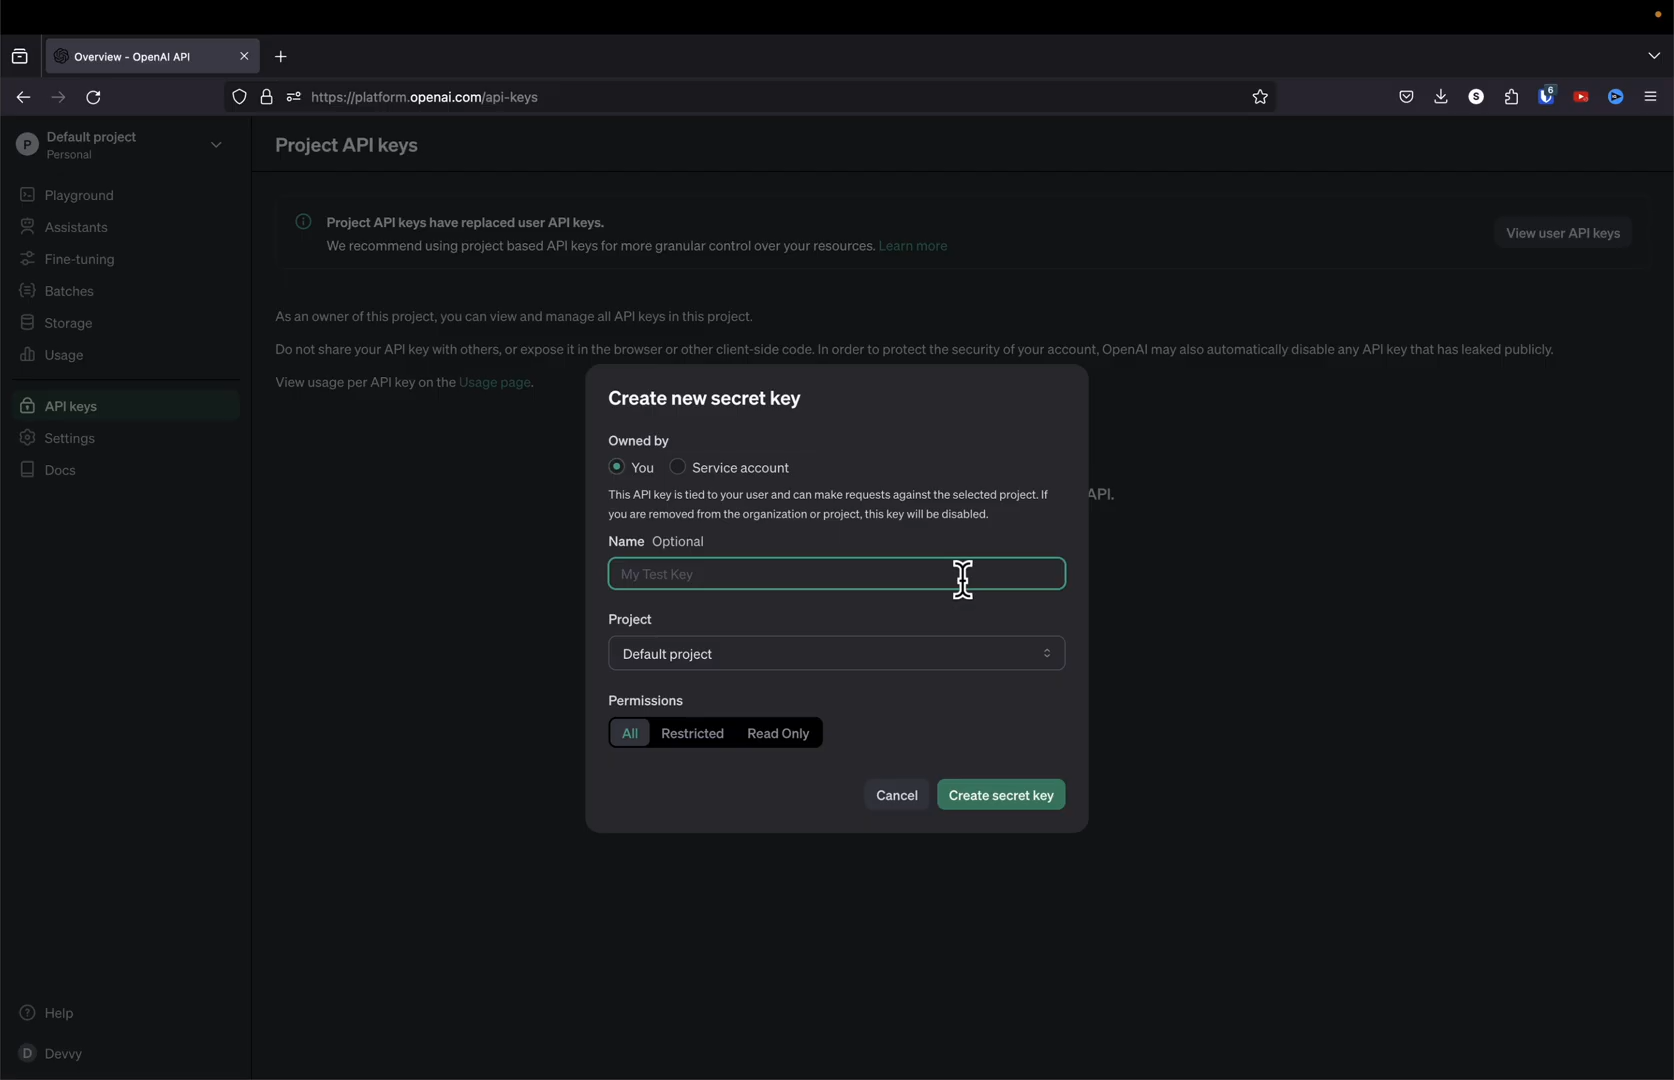 Overview - OpenAI API
https://platform.openai.com/api-keys
6
S
P
Default project
Personal
Playground
Assistants
Fine-tuning
Batches
Storage
Usage
API keys
Settings
Docs
Help
D
Devvy
Project API keys
Project API keys have replaced user API keys.
We recommend using project based API keys for more granular control over your resources. Learn more
View user API keys
As an owner of this project, you can view and manage all API keys in this project.
Do not share your API key with others, or expose it in the browser or other client-side code. In order to protect the security of your account, OpenAI may also automatically disable any API key that has leaked publicly.
View usage per API key on the Usage page.
API.
Create new secret key
Owned by
You Service account
This API key is tied to your user and can make requests against the selected project. If
you are removed from the organization or project, this key will be disabled.
Name Optional
My Test Key
Project
Default project
Permissions
All Restricted Read Only
Cancel Create secret key